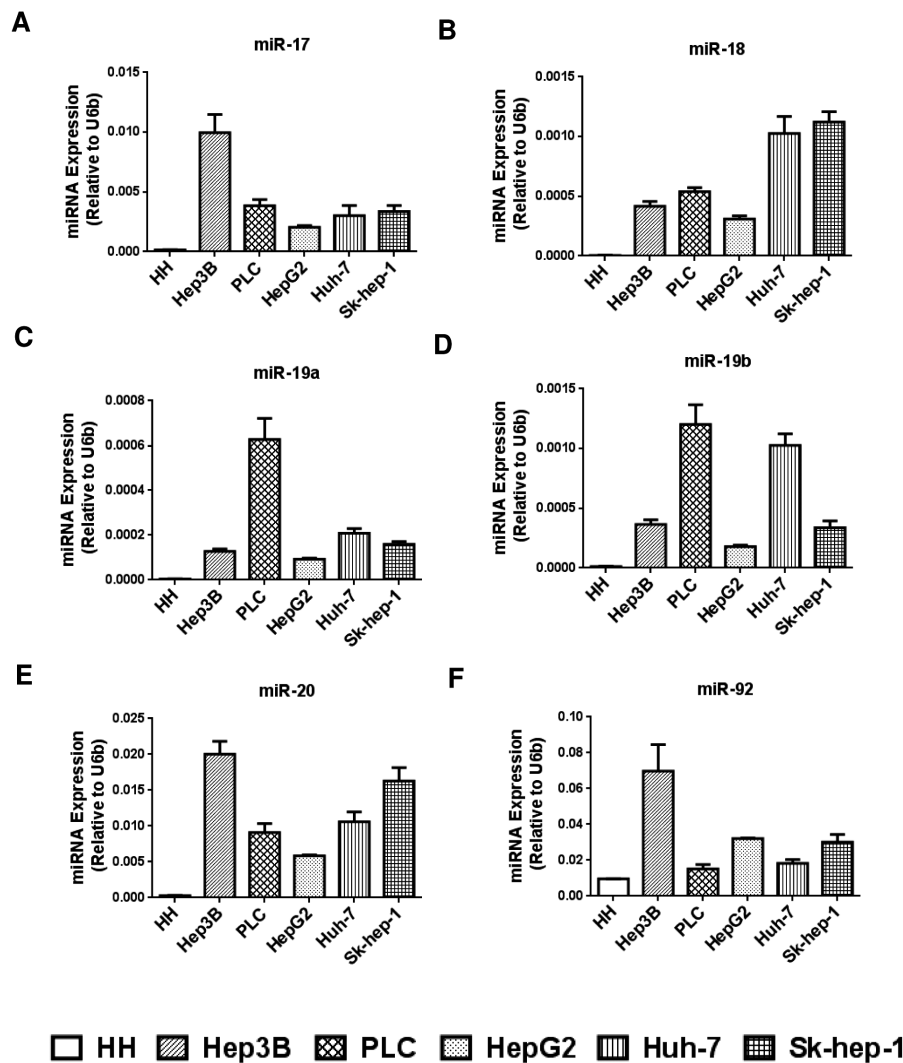 A
miR-17
miRNA Expression
(Relative to U6b)
0.015
0.010
0.005
0.000
HH
Hep3B
PLC
HepG2
Huh-7
Sk-hep-1
B
miR-18
miRNA Expression
(Relative to U6b)
0.0015
0.0010
0.0005
0.0000
HH
Hep3B
PLC
HepG2
Huh-7
Sk-hep-1
C
miR-19a
miRNA Expression
(Relative to U6b)
0.0008
0.0006
0.0004
0.0002
0.0000
HH
Hep3B
PLC
HepG2
Huh-7
Sk-hep-1
D
miR-19b
miRNA Expression
(Relative to U6b)
0.0015
0.0010
0.0005
0.0000
HH
Hep3B
PLC
HepG2
Huh-7
Sk-hep-1
E
miR-20
miRNA Expression
(Relative to U6b)
0.025
0.020
0.015
0.010
0.005
0.000
HH
Hep3B
PLC
HepG2
Huh-7
Sk-hep-1
F
miR-92
miRNA Expression
(Relative to U6b)
0.10
0.08
0.06
0.04
0.02
0.00
HH
Hep3B
PLC
HepG2
Huh-7
Sk-hep-1
HH Hep3B PLC HepG2 Huh-7 Sk-hep-1